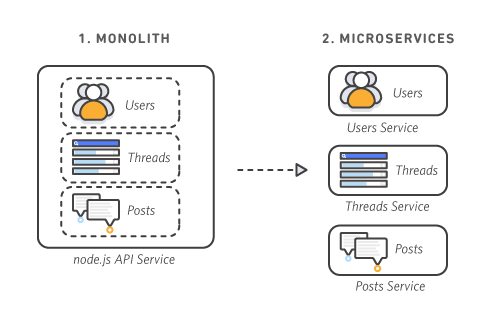 1. MONOLITH
Users
Threads
Posts
node.js API Service
2. MICROSERVICES
Users
Users Service
Threads
Threads Service
Posts
Posts Service